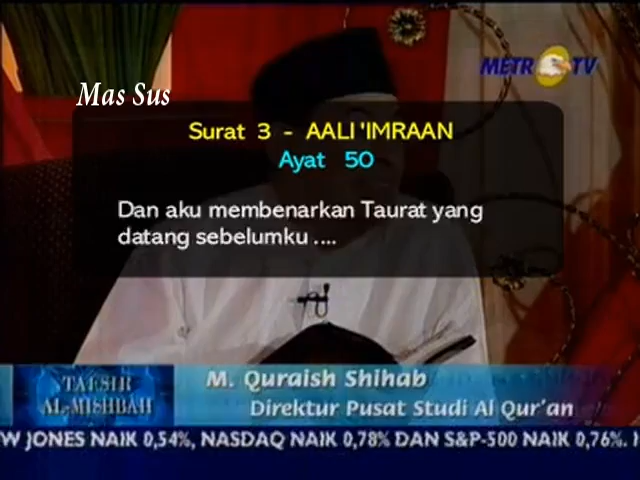 METRO TV
Mas Sus
Surat 3 - AALI 'IMRAAN
Ayat 50
Dan aku membenarkan Taurat yang
datang sebelumku ....
TAFSIR
AL-MISHBAH
M. Quraish Shihab
Direktur Pusat Studi Al Qur'an
W JONES NAIK 0,54%, NASDAQ NAIK 0,78% DAN S&P-500 NAIK 0,76%.